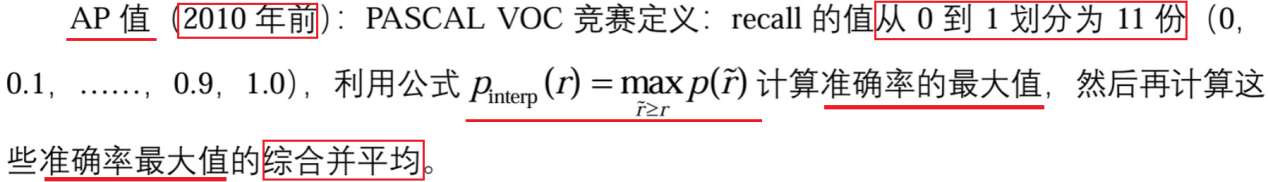 AP 值（2010 年前）：PASCAL VOC 竞赛定义：recall 的值从 0 到 1 划分为 11 份（0，
0.1，……，0.9，1.0），利用公式 p_interp(r) = max_{r̃≥r} p(r̃) 计算准确率的最大值，然后再计算这
些准确率最大值的综合并平均。